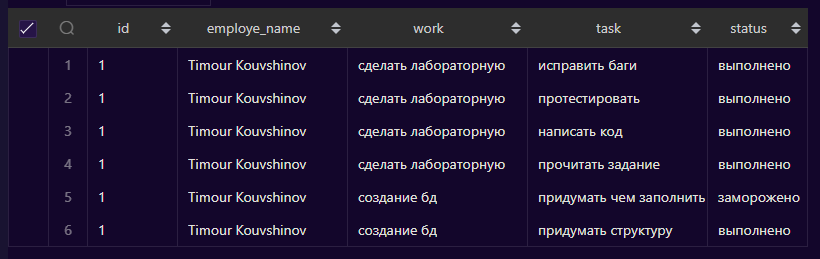 id employe_name work task status
1 1 Timour Kouvshinov сделать лабораторную исправить баги выполнено
2 1 Timour Kouvshinov сделать лабораторную протестировать выполнено
3 1 Timour Kouvshinov сделать лабораторную написать код выполнено
4 1 Timour Kouvshinov сделать лабораторную прочитать задание выполнено
5 1 Timour Kouvshinov создание бд придумать чем заполнить заморожено
6 1 Timour Kouvshinov создание бд придумать структуру выполнено